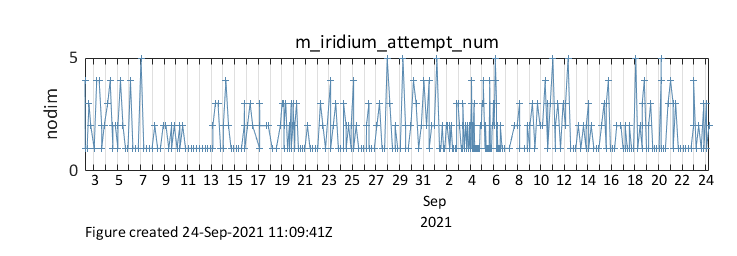 m_iridium_attempt_num
5
nodim
0
3 5 7 9 11 13 15 17 19 21 23 25 27 29 31 2 4 6 8 10 12 14 16 18 20 22 24
Sep
2021
Figure created 24-Sep-2021 11:09:41Z